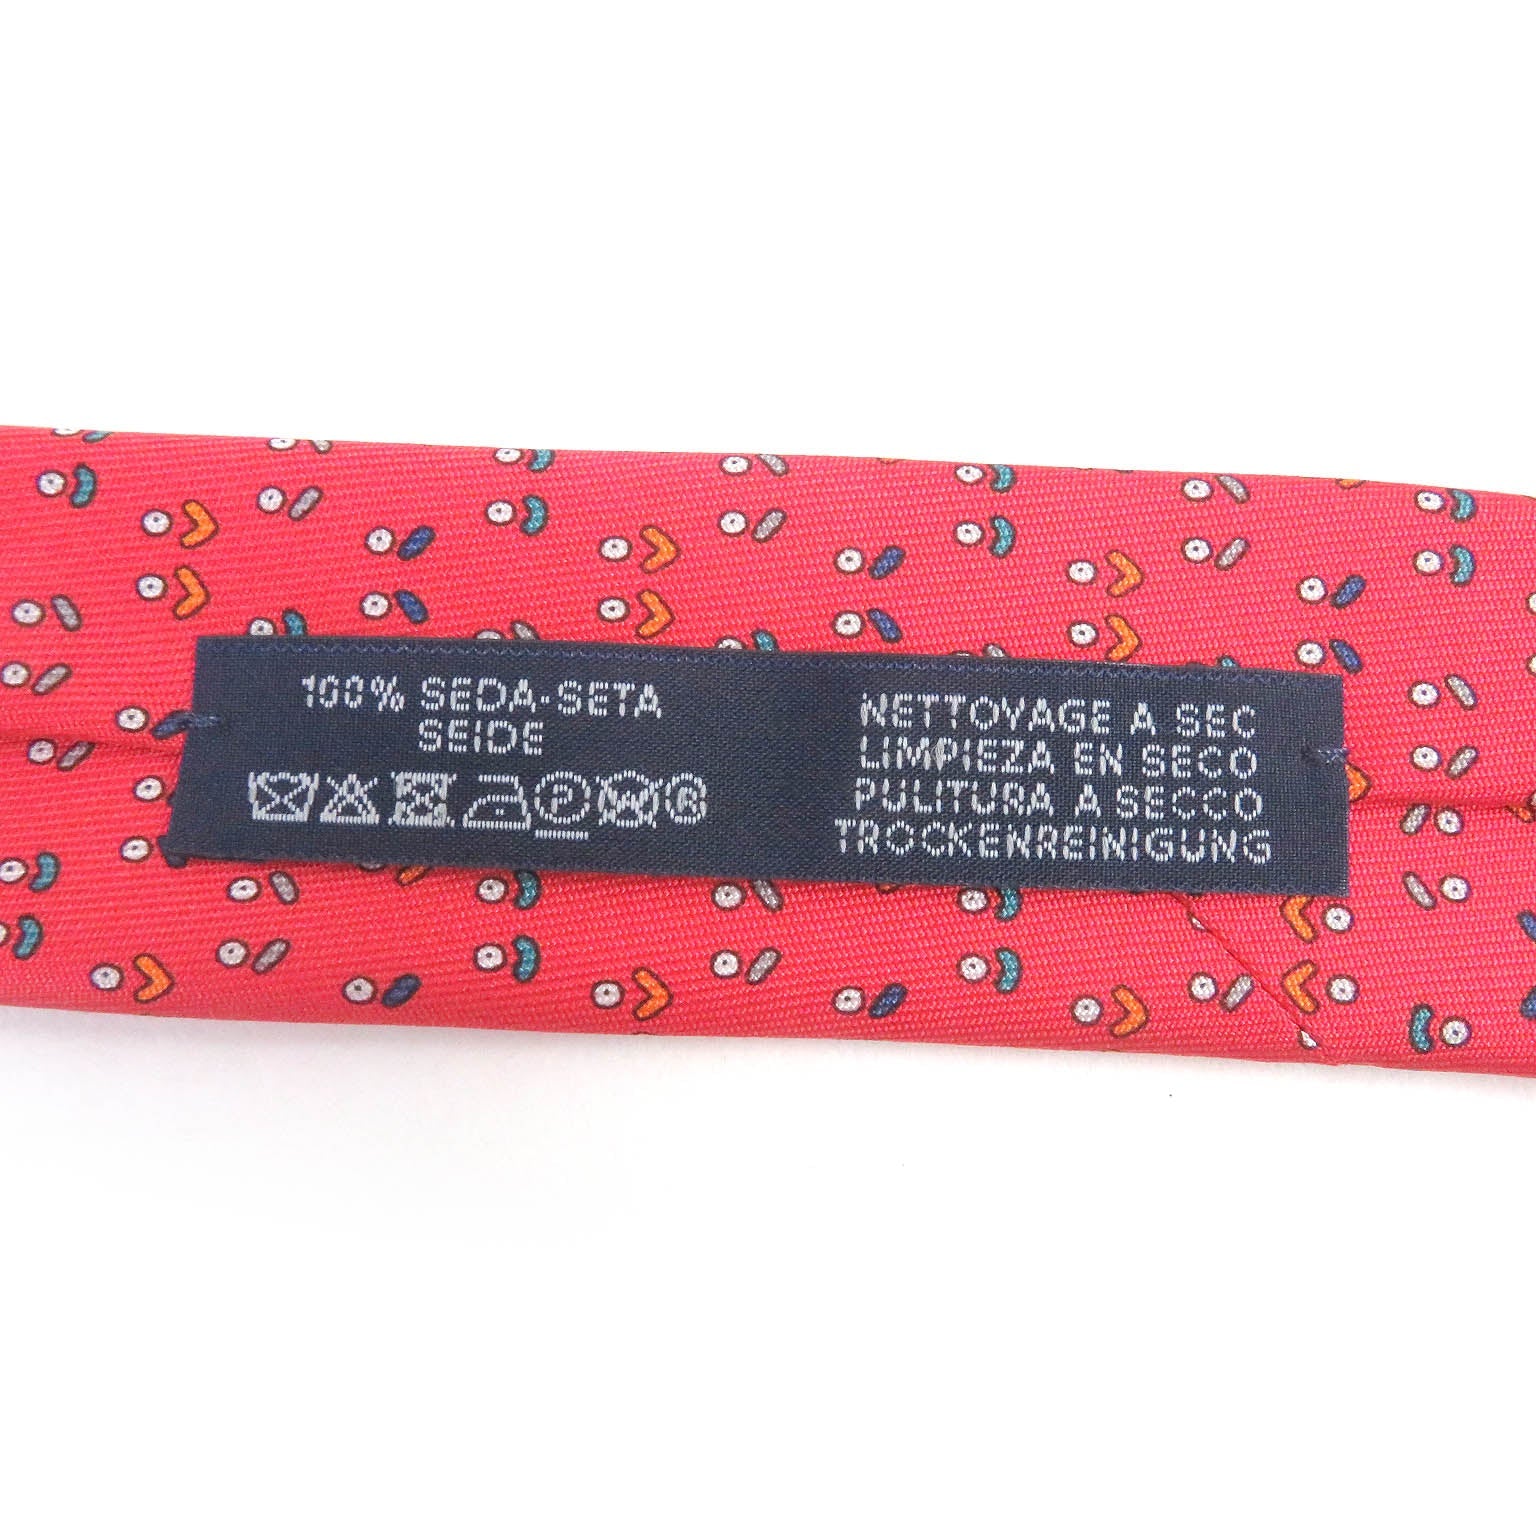 100% SEDA-SETA
SEIDE
P W R
NETTOYAGE A SEC
LIMPIEZA EN SECO
PULITURA A SECCO
TROCKENREINIGUNG